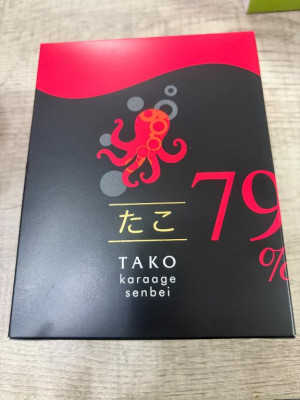 たこ
79%
TAKO
karaage
senbei